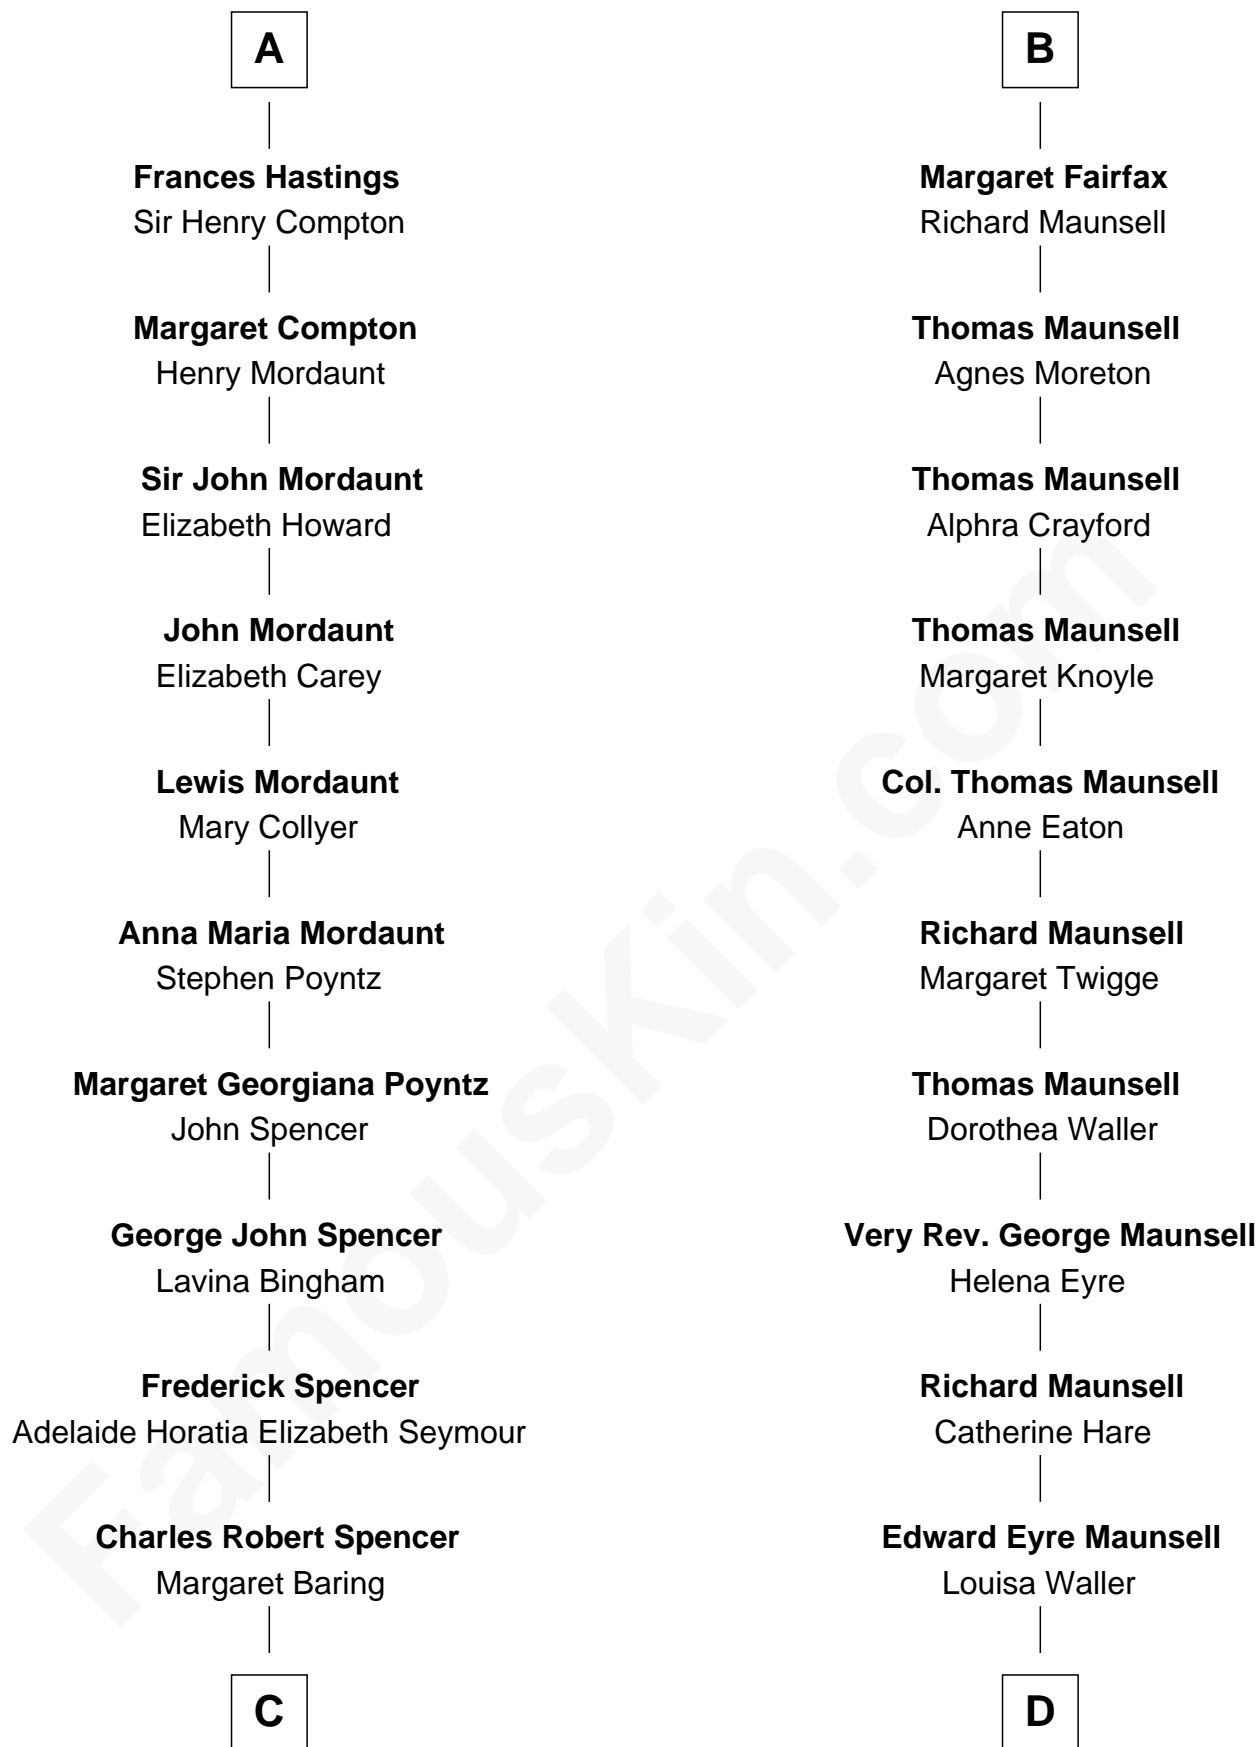 A
Frances Hastings
Sir Henry Compton
Margaret Compton
Henry Mordaunt
Sir John Mordaunt
Elizabeth Howard
John Mordaunt
Elizabeth Carey
Lewis Mordaunt
Mary Collyer
Anna Maria Mordaunt
Stephen Poyntz
Margaret Georgiana Poyntz
John Spencer
George John Spencer
Lavina Bingham
Frederick Spencer
Adelaide Horatia Elizabeth Seymour
Charles Robert Spencer
Margaret Baring
C
B
Margaret Fairfax
Richard Maunsell
Thomas Maunsell
Agnes Moreton
Thomas Maunsell
Alphra Crayford
Thomas Maunsell
Margaret Knoyle
Col. Thomas Maunsell
Anne Eaton
Richard Maunsell
Margaret Twigge
Thomas Maunsell
Dorothea Waller
Very Rev. George Maunsell
Helena Eyre
Richard Maunsell
Catherine Hare
Edward Eyre Maunsell
Louisa Waller
D
FamousKin.com